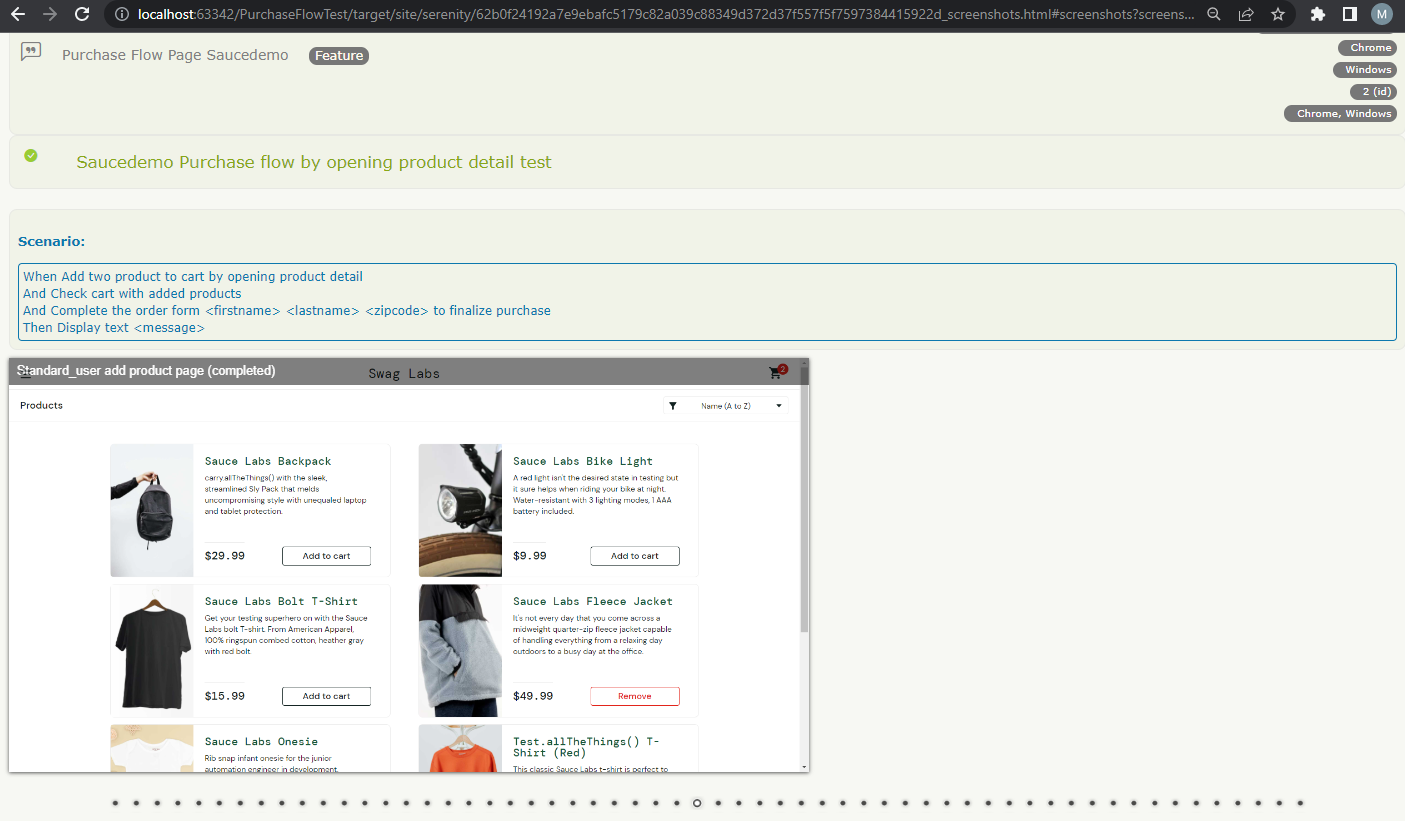 localhost:63342/PurchaseFlowTest/target/site/serenity/62b0f24192a7e9ebafc5179c82a039c88349d372d37f557f5f7597384415922d_screenshots.html#screenshots?screens...
M
Purchase Flow Page Saucedemo
Feature
Chrome
Windows
2 (id)
Chrome, Windows
Saucedemo Purchase flow by opening product detail test
Scenario:
When Add two product to cart by opening product detail
And Check cart with added products
And Complete the order form <firstname> <lastname> <zipcode> to finalize purchase
Then Display text <message>
Standard_user add product page (completed)
Swag Labs
2
Products
Name (A to Z)
Sauce Labs Backpack
carry.allTheThings() with the sleek,
streamlined Sly Pack that melds
uncompromising style with unequaled laptop
and tablet protection.
$29.99
Add to cart
Sauce Labs Bike Light
A red light isn't the desired state in testing but
it sure helps when riding your bike at night.
Water-resistant with 3 lighting modes, 1 AAA
battery included.
$9.99
Add to cart
Sauce Labs Bolt T-Shirt
Get your testing superhero on with the Sauce
Labs bolt T-shirt. From American Apparel,
100% ringspun combed cotton, heather gray
with red bolt.
$15.99
Add to cart
Sauce Labs Fleece Jacket
It's not every day that you come across a
midweight quarter-zip fleece jacket capable
of handling everything from a relaxing day
outdoors to a busy day at the office.
$49.99
Remove
Sauce Labs Onesie
Rib snap infant onesie for the junior
automation engineer in development.
Test.allTheThings() T-
Shirt (Red)
This classic Sauce Labs t-shirt is perfect to